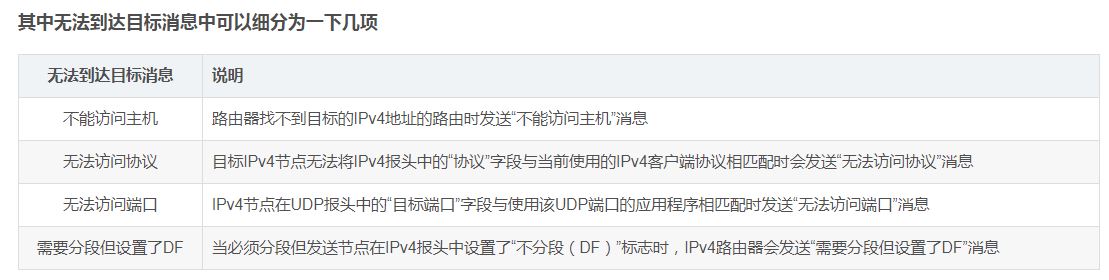 其中无法到达目标消息中可以细分为一下几项
无法到达目标消息 说明
不能访问主机 路由器找不到目标的IPv4地址的路由时发送“不能访问主机”消息
无法访问协议 目标IPv4节点无法将IPv4报头中的“协议”字段与当前使用的IPv4客户端协议相匹配时会发送“无法访问协议”消息
无法访问端口 IPv4节点在UDP报头中的“目标端口”字段与使用该UDP端口的应用程序相匹配时发送“无法访问端口”消息
需要分段但设置了DF 当必须分段但发送节点在IPv4报头中设置了“不分段（DF）”标志时，IPv4路由器会发送“需要分段但设置了DF”消息